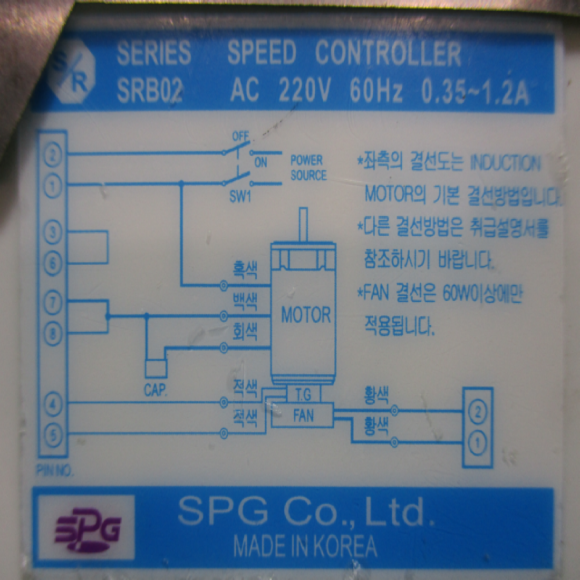 S/R
SERIES SPEED CONTROLLER
SRB02 AC 220V 60Hz 0.35~1.2A
OFF
ON
POWER
SOURCE
SW1
2
1
3
6
7
8
4
5
PIN NO.
*좌측의 결선도는 INDUCTION
MOTOR의 기본 결선방법입니다.
*다른 결선방법은 취급설명서를
참조하시기 바랍니다.
*FAN 결선은 60W이상에만
적용됩니다.
흑색
백색
회색
MOTOR
CAP.
적색
적색
T.G
FAN
황색
황색
2
1
SPG
SPG Co., Ltd.
MADE IN KOREA